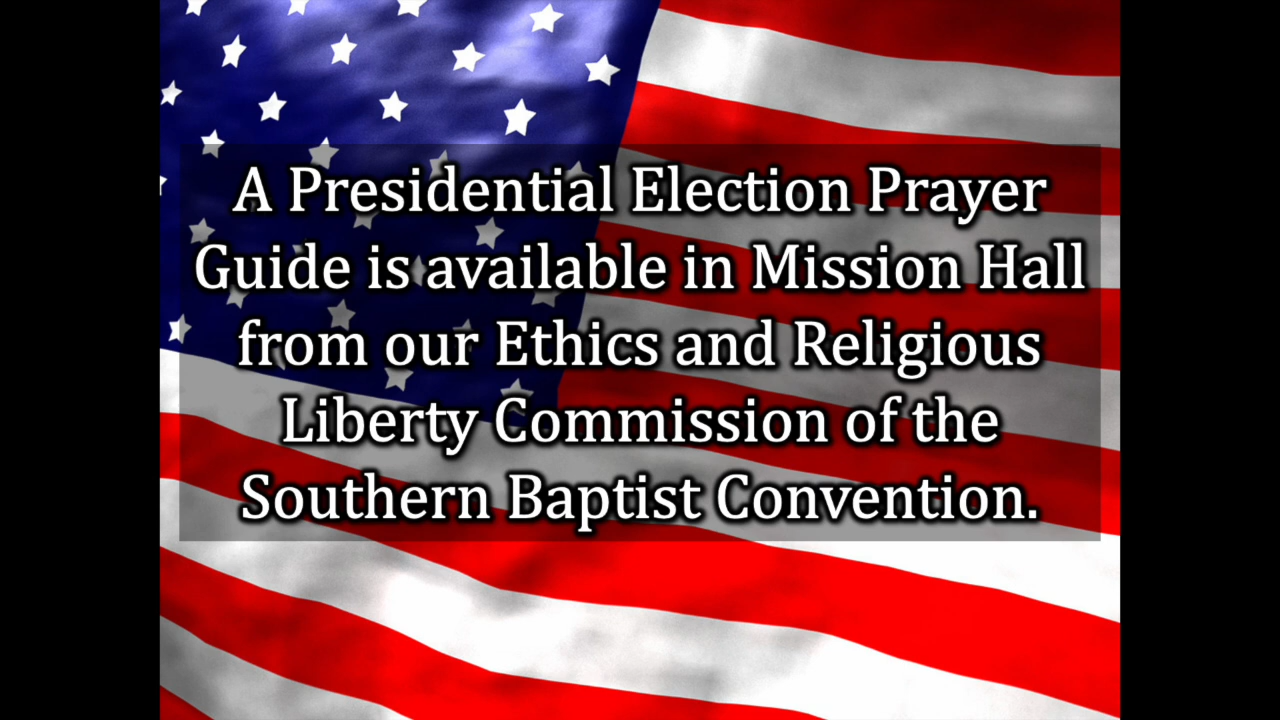 A Presidential Election Prayer
Guide is available in Mission Hall
from our Ethics and Religious
Liberty Commission of the
Southern Baptist Convention.